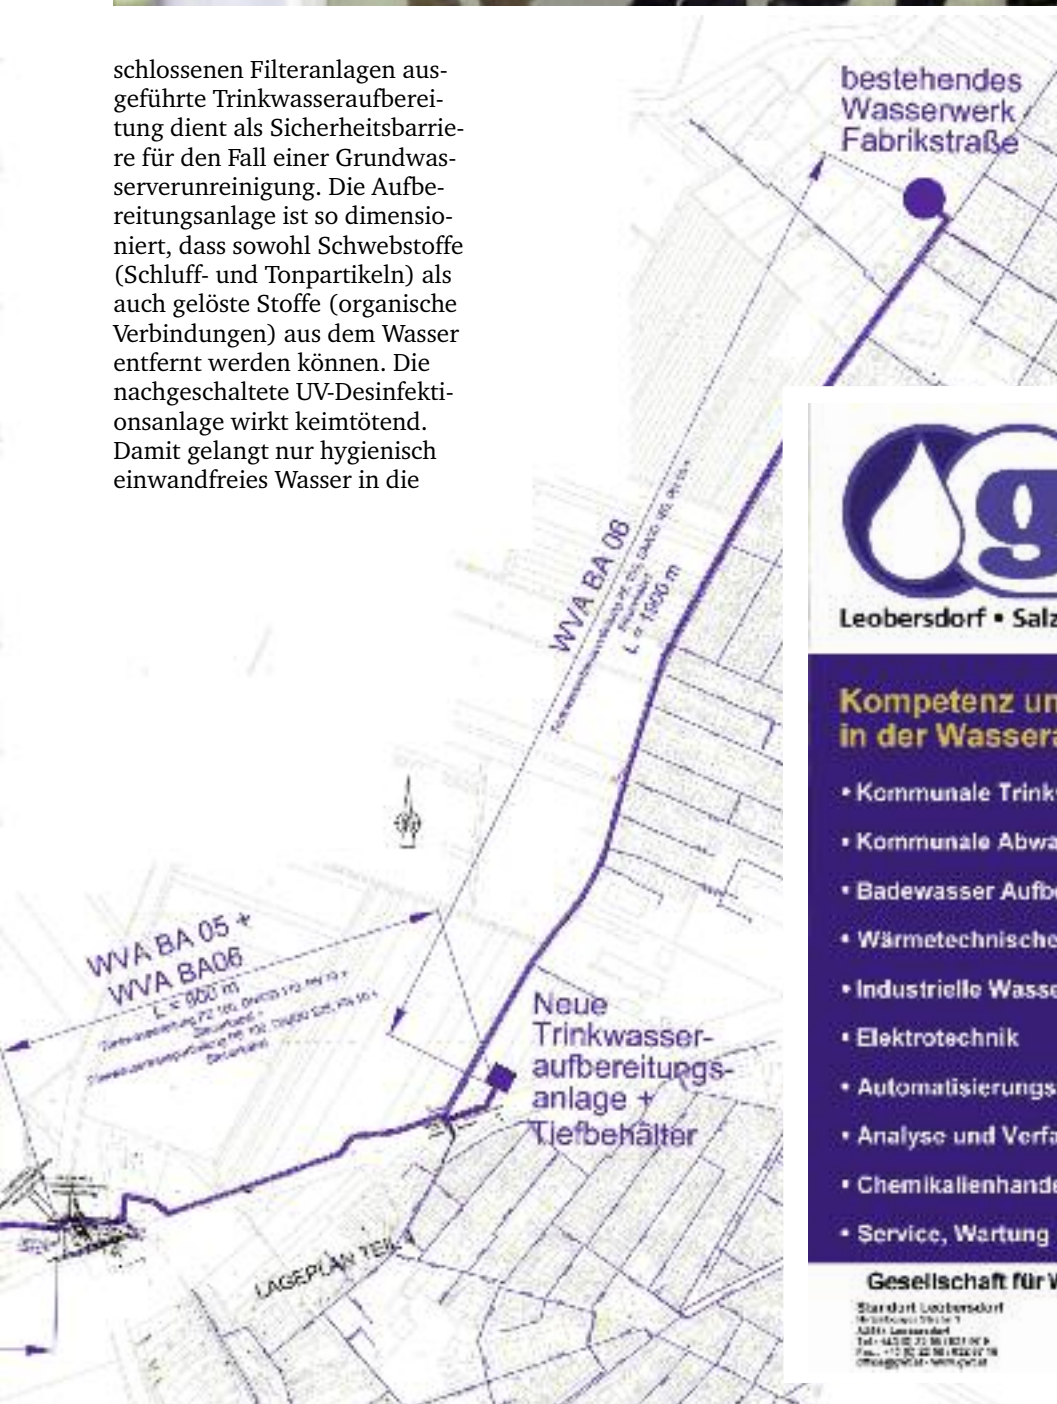 schlossenen Filteranlagen aus-
geführte Trinkwasseraufberei-
tung dient als Sicherheitsbarrie-
re für den Fall einer Grundwas-
serverunreinigung. Die Aufbe-
reitungsanlage ist so dimensio-
niert, dass sowohl Schwebstoffe
(Schluff- und Tonpartikeln) als
auch gelöste Stoffe (organische
Verbindungen) aus dem Wasser
entfernt werden können. Die
nachgeschaltete UV-Desinfekti-
onsanlage wirkt keimtötend.
Damit gelangt nur hygienisch
einwandfreies Wasser in die
bestehendes
Wasserwerk
Fabrikstraße
WVA BA 06
L = 1900 m
WVA BA 05 +
WVA BA06
L = 900 m
Neue
Trinkwasser-
aufbereitungs-
anlage +
Tiefbehälter
LAGEPLAN TEIL
g
Leobersdorf • Salz
Kompetenz un
in der Wassera
• Kommunale Trinkw
• Kommunale Abwa
• Badewasser Aufbe
• Wärmetechnische
• Industrielle Wasse
• Elektrotechnik
• Automatisierungs
• Analyse und Verfa
• Chemikalienhande
• Service, Wartung
Gesellschaft für W
Standort Leobersdorf